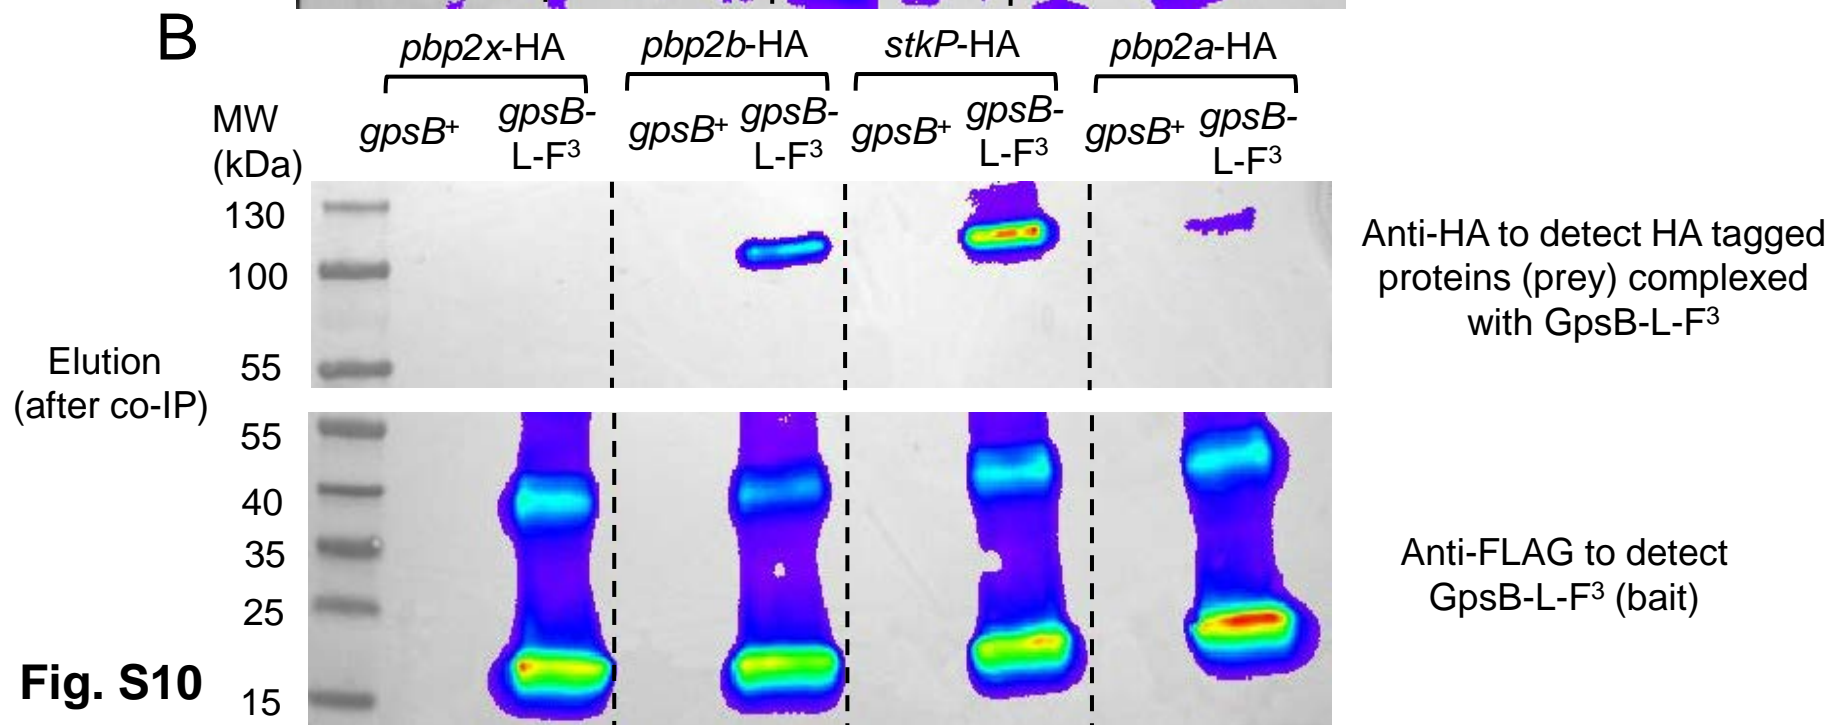 B
pbp2x-HA pbp2b-HA stkP-HA pbp2a-HA
MW
(kDa)
gpsB+ gpsB-
L-F3
gpsB+ gpsB-
L-F3
gpsB+ gpsB-
L-F3
gpsB+ gpsB-
L-F3
130
100
55
Anti-HA to detect HA tagged
proteins (prey) complexed
with GpsB-L-F3
Elution
(after co-IP)
55
40
35
25
15
Anti-FLAG to detect
GpsB-L-F3 (bait)
Fig. S10